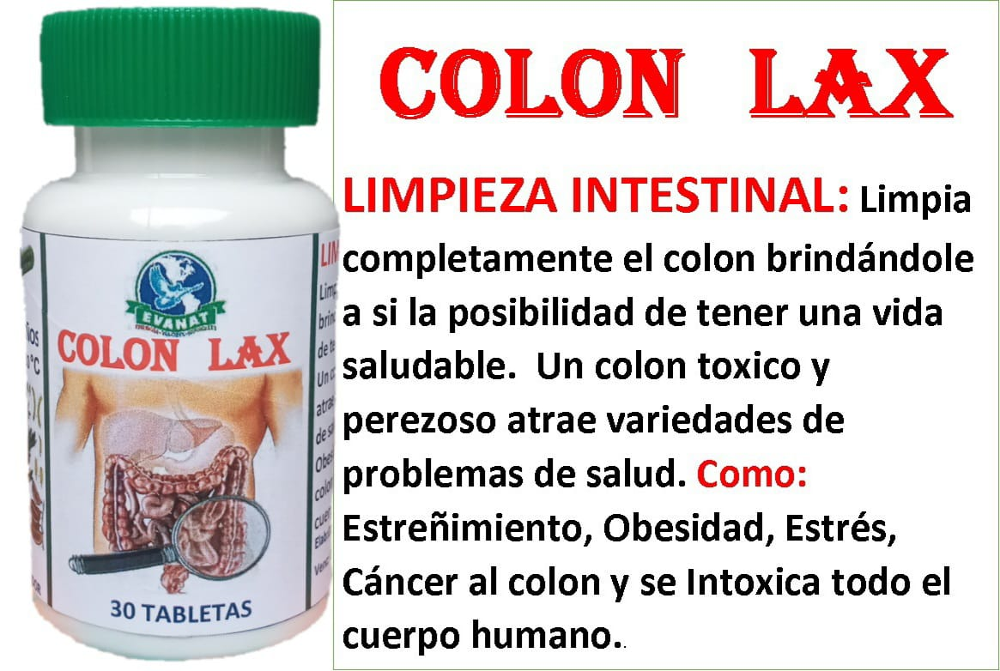 COLON LAX
LIMPIEZA INTESTINAL: Limpia
completamente el colon brindándole
a si la posibilidad de tener una vida
saludable. Un colon toxico y
perezoso atrae variedades de
problemas de salud. Como:
Estreñimiento, Obesidad, Estrés,
Cáncer al colon y se Intoxica todo el
cuerpo humano..
EVANAT
COLON LAX
30 TABLETAS